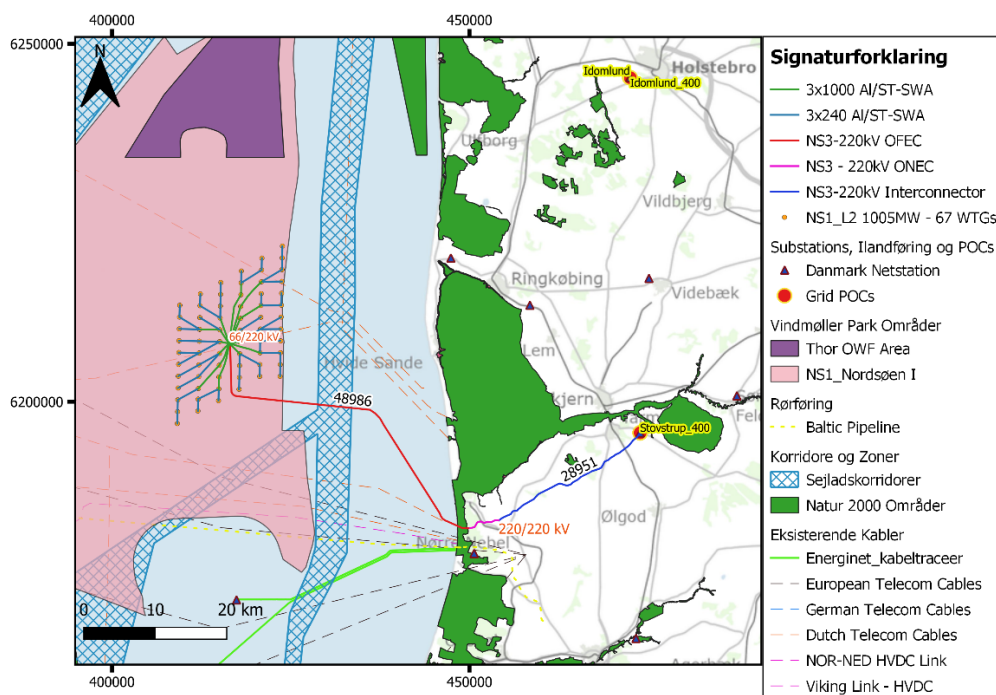 400000
450000
6250000
N
Idomlund
Holstebro
Idomlund_400
Ulfborg
Vildbjerg
Ringkøbing
Videbæk
66/220 kV
Hvide Sande
Lem
48986
6200000
kjern
Stovstrup_400
28951
220/220 kV
Ølgod
Nørre Nebel
0
10
20 km
400000
450000
Signaturforklaring
3x1000 Al/ST-SWA
3x240 Al/ST-SWA
NS3-220kV OFEC
NS3 - 220kV ONEC
NS3-220kV Interconnector
NS1_L2 1005MW - 67 WTGs
Substations, Ilandføring og POCs
Danmark Netstation
Grid POCs
Vindmøller Park Områder
Thor OWF Area
NS1_Nordsøen I
Rørføring
Baltic Pipeline
Korridore og Zoner
Sejladskorridorer
Natur 2000 Områder
Eksisterende Kabler
Energinet_kabeltraceer
European Telecom Cables
German Telecom Cables
Dutch Telecom Cables
NOR-NED HVDC Link
Viking Link - HVDC